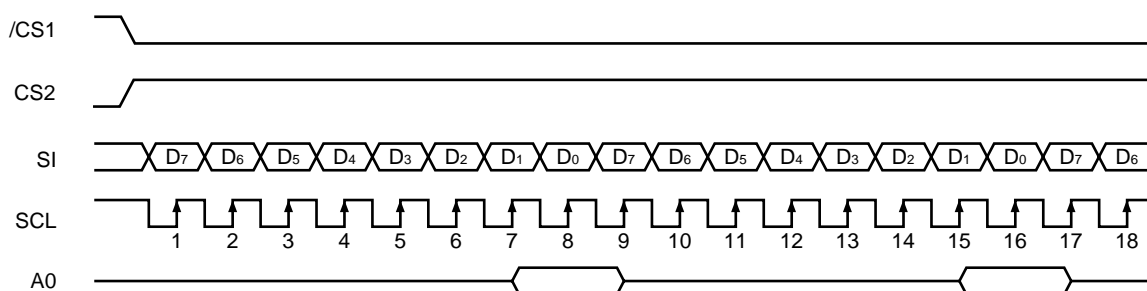 /CS1
CS2
SI D7 D6 D5 D4 D3 D2 D1 D0 D7 D6 D5 D4 D3 D2 D1 D0 D7 D6
SCL
1 2 3 4 5 6 7 8 9 10 11 12 13 14 15 16 17 18
A0